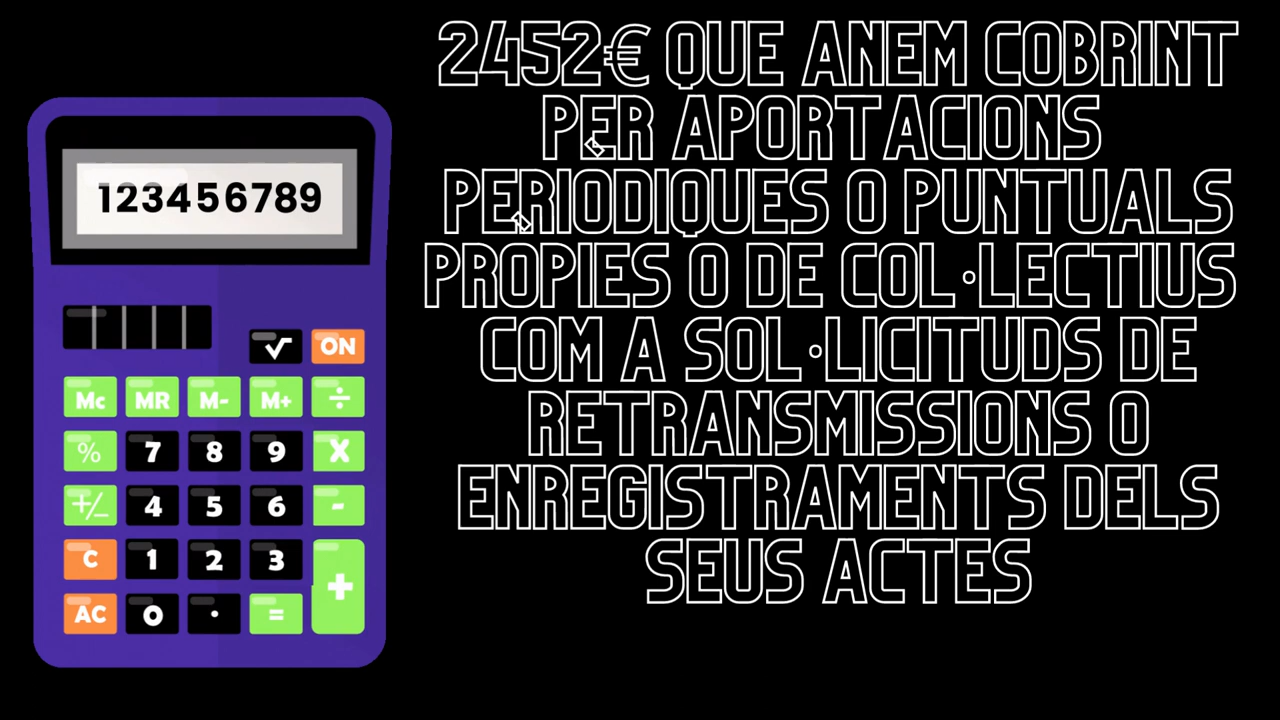 2452€ QUE ANEM COBRINT
PER APORTACIONS
PERIODIQUES O PUNTUALS
PROPIES O DE COL·LECTIUS
COM A SOL·LICITUDS DE
RETRANSMISSIONS O
ENREGISTRAMENTS DELS
SEUS ACTES
123456789
√ ON
Mc MR M- M+ ÷
% 7 8 9 X
+/_ 4 5 6 -
C 1 2 3 +
AC 0 · =